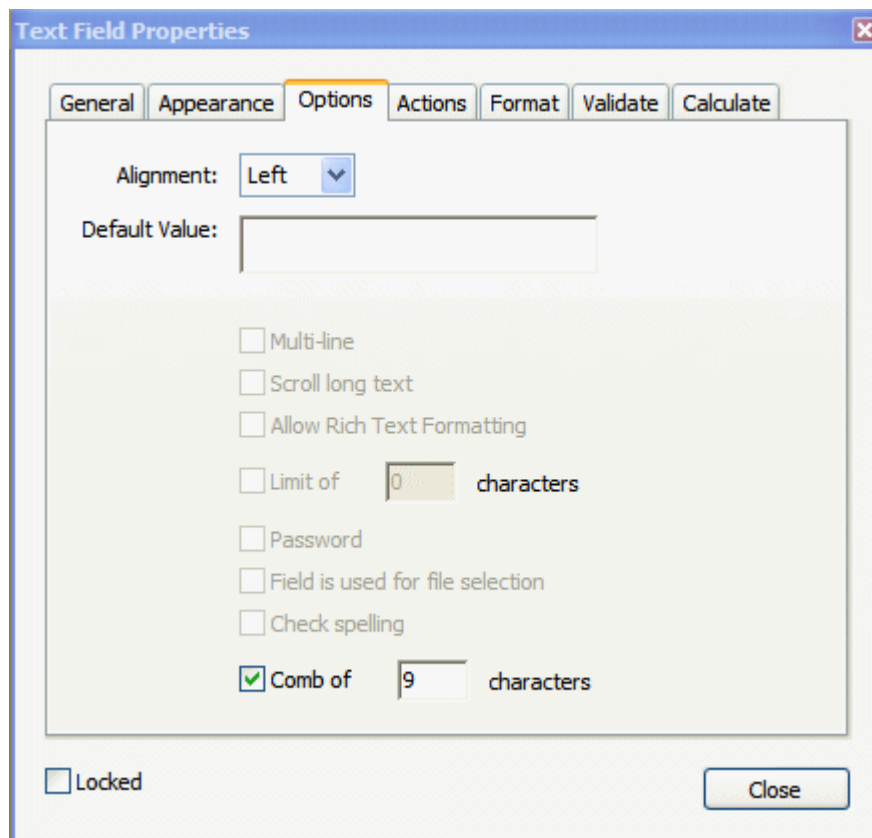 Text Field Properties
General Appearance Options Actions Format Validate Calculate
Alignment: Left
Default Value:
Multi-line
Scroll long text
Allow Rich Text Formatting
Limit of 0 characters
Password
Field is used for file selection
Check spelling
Comb of 9 characters
Locked
Close